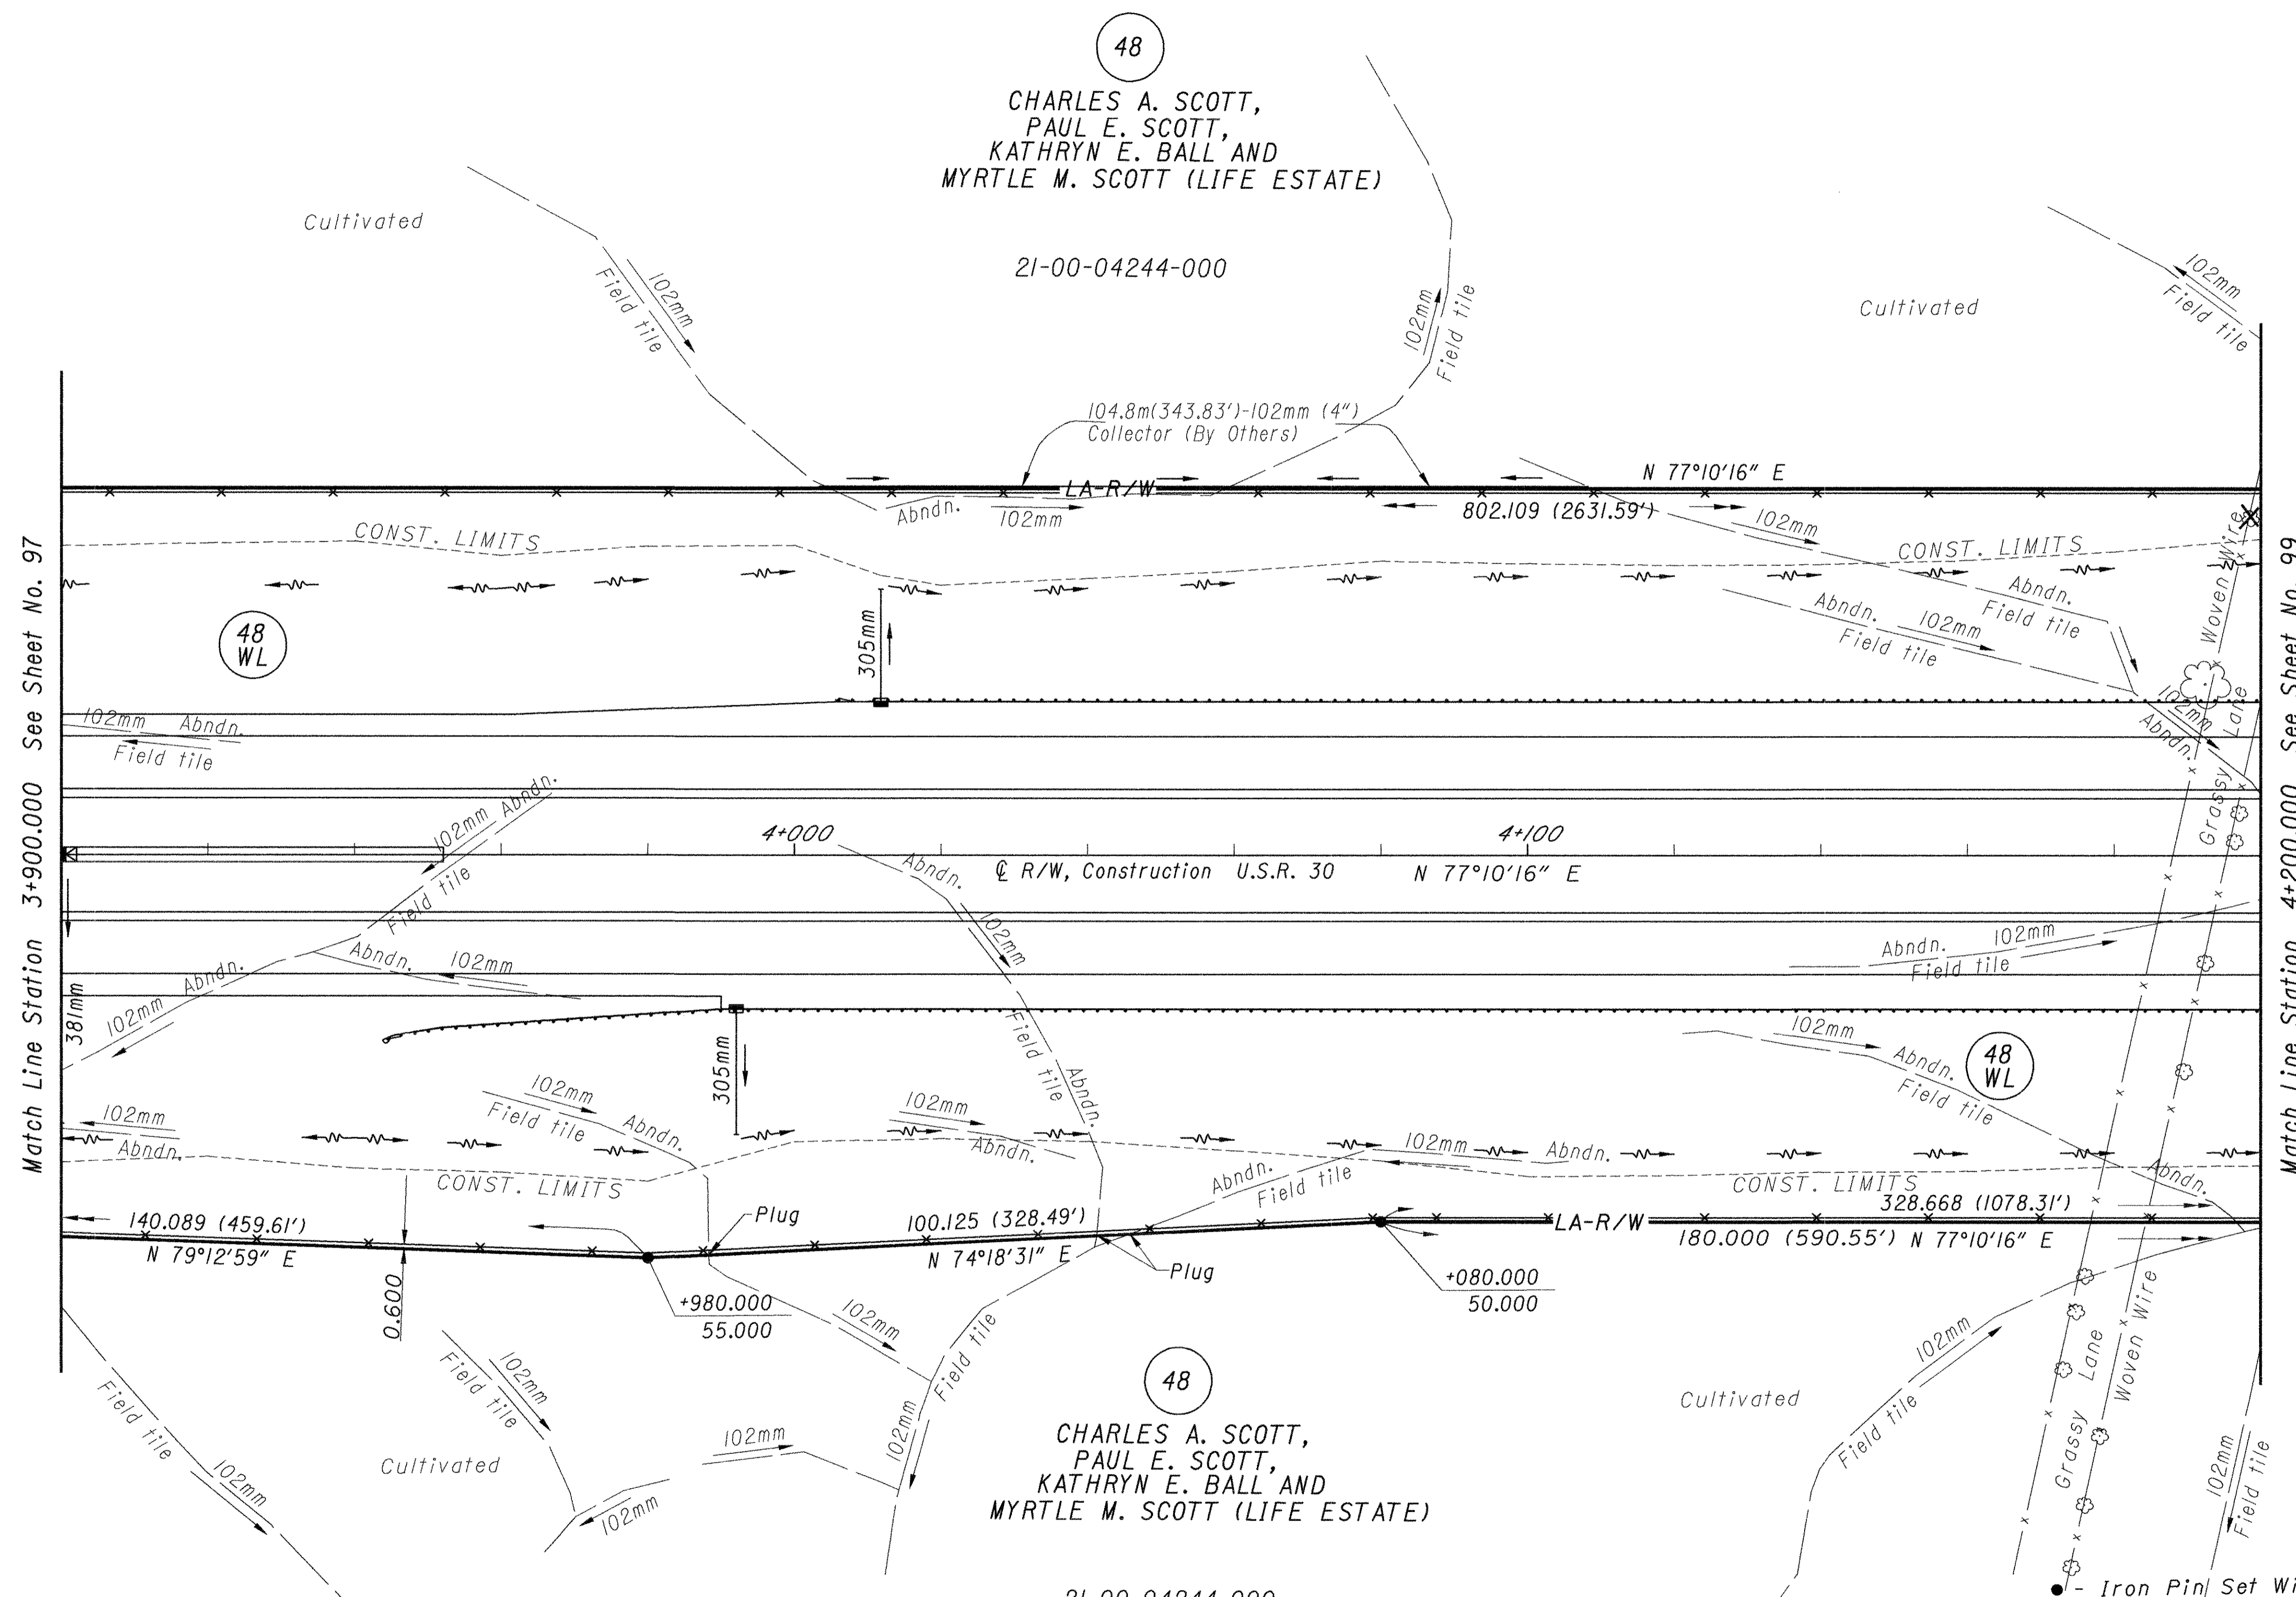 48
CHARLES A. SCOTT,
PAUL E. SCOTT,
KATHRYN E. BALL AND
MYRTLE M. SCOTT (LIFE ESTATE)
21-00-04244-000
Cultivated
102mm
Field tile
102mm
Field tile
Cultivated
102mm
Field tile
104.8m(343.83')-102mm (4")
Collector (By Others)
LA-R/W
N 77°10'16" E
802.109 (2631.59')
Abndn.
102mm
102mm
CONST. LIMITS
CONST. LIMITS
Woven Wire
Abndn.
Field tile
Abndn.
102mm
Field tile
305mm
48
WL
Match Line Station 3+900.000 See Sheet No. 97
Match Line Station 4+200.000 See Sheet No. 99
102mm Abndn.
Field tile
102mm
Abndn.
Grassy Lane
102mm Abndn.
Field tile
4+000
4+100
Abndn.
℄ R/W, Construction U.S.R. 30 N 77°10'16" E
102mm
Field tile
Abndn.
Abndn.
102mm
Abndn. 102mm
Field tile
Abndn.
102mm
381mm
305mm
102mm
Abndn.
Field tile
48
WL
102mm
Field tile
Abndn.
102mm
Abndn.
102mm
Abndn.
102mm Abndn.
Abndn.
Field tile
Abndn.
CONST. LIMITS
CONST. LIMITS
328.668 (1078.31')
140.089 (459.61')
N 79°12'59" E
Plug
100.125 (328.49')
N 74°18'31" E
LA-R/W
180.000 (590.55') N 77°10'16" E
Plug
0.600
+980.000
55.000
+080.000
50.000
102mm
Field tile
102mm
Field tile
102mm
Field tile
102mm
Field tile
102mm
102mm
102mm
Cultivated
48
CHARLES A. SCOTT,
PAUL E. SCOTT,
KATHRYN E. BALL AND
MYRTLE M. SCOTT (LIFE ESTATE)
21-00-04244-000
Cultivated
Grassy Lane
Woven Wire
102mm
Field tile
- Iron Pin Set Wi